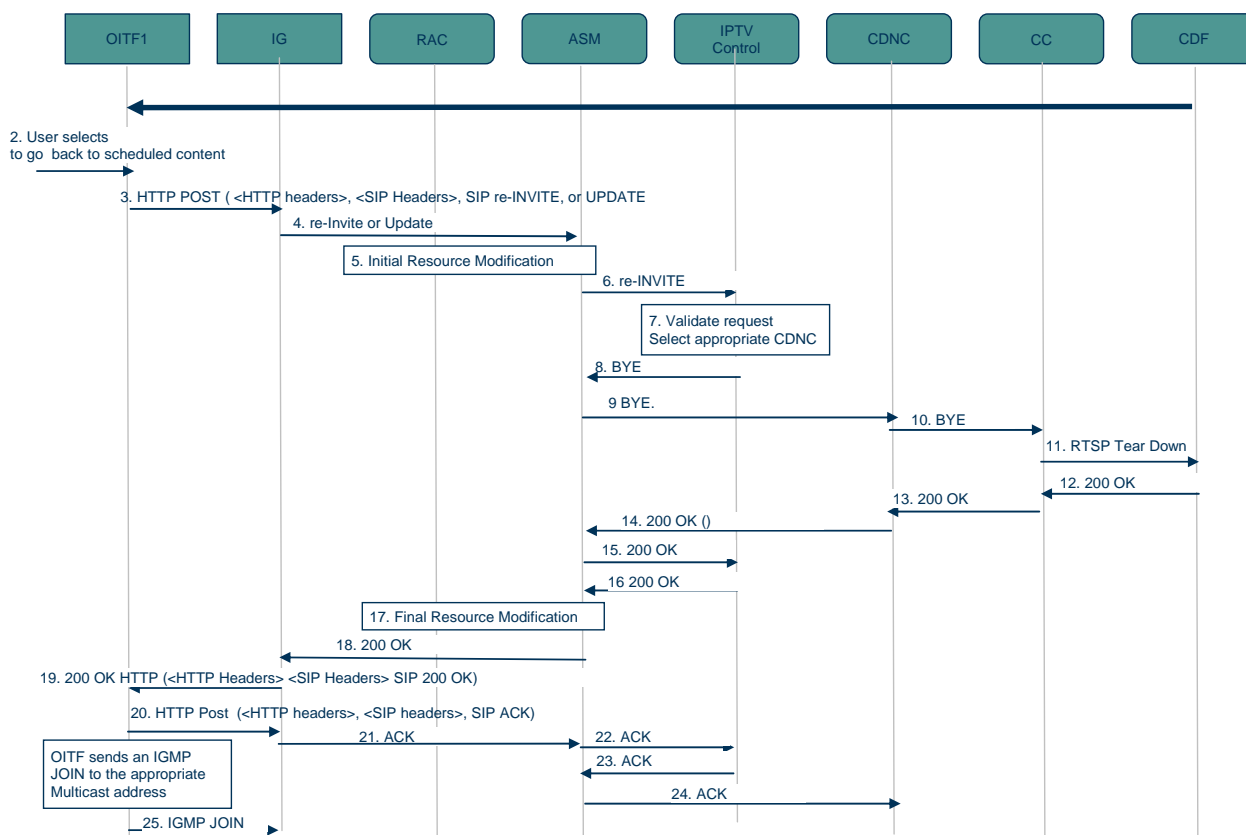 OITF1
IG
RAC
ASM
IPTV
Control
CDNC
CC
CDF
2. User selects
to go  back to scheduled content
3. HTTP POST ( <HTTP headers>, <SIP Headers>, SIP re-INVITE, or UPDATE
4. re-Invite or Update
5. Initial Resource Modification
6. re-INVITE
7. Validate request
Select appropriate CDNC
8. BYE
9 BYE.
10. BYE
11. RTSP Tear Down
12. 200 OK
13. 200 OK
14. 200 OK ()
15. 200 OK
16 200 OK
17. Final Resource Modification
18. 200 OK
19. 200 OK HTTP (<HTTP Headers> <SIP Headers> SIP 200 OK)
20. HTTP Post  (<HTTP headers>, <SIP headers>, SIP ACK)
21. ACK
22. ACK
OITF sends an IGMP
JOIN to the appropriate
Multicast address
23. ACK
24. ACK
25. IGMP JOIN